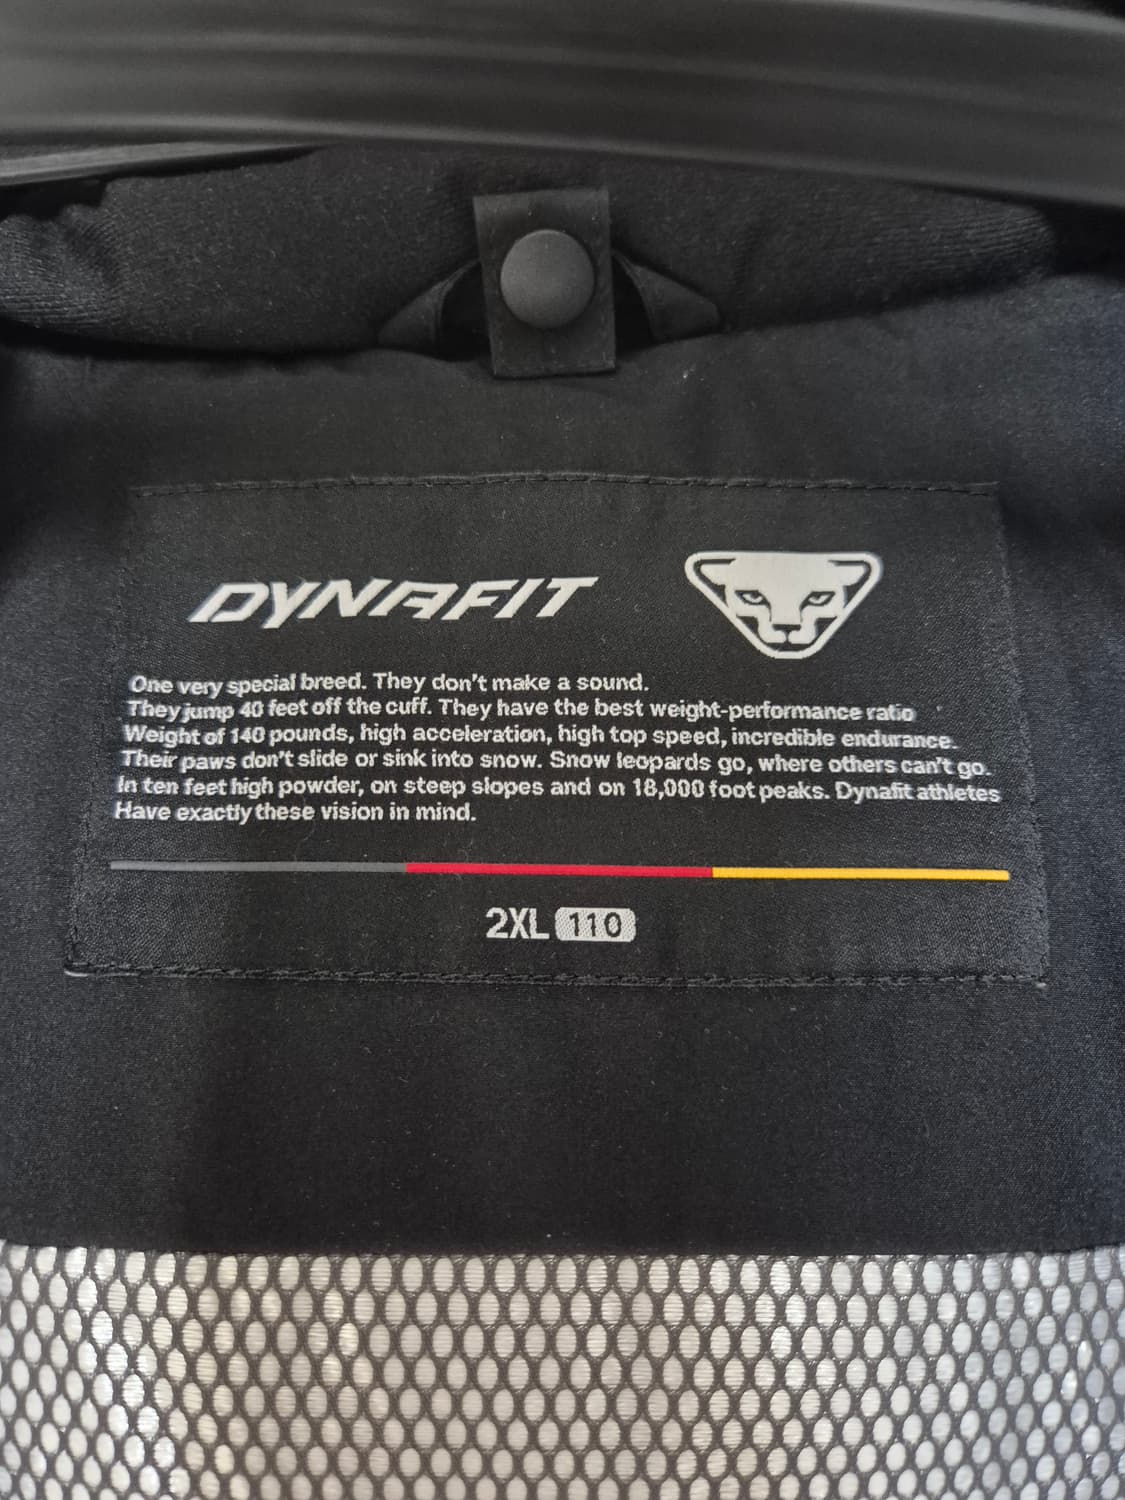 DYNAFIT
One very special breed. They don't make a sound.
They jump 40 feet off the cuff. They have the best weight-performance ratio
Weight of 140 pounds, high acceleration, high top speed, incredible endurance.
Their paws don't slide or sink into snow. Snow leopards go, where others can't go.
In ten feet high powder, on steep slopes and on 18,000 foot peaks. Dynafit athletes
Have exactly these vision in mind.
2XL 110